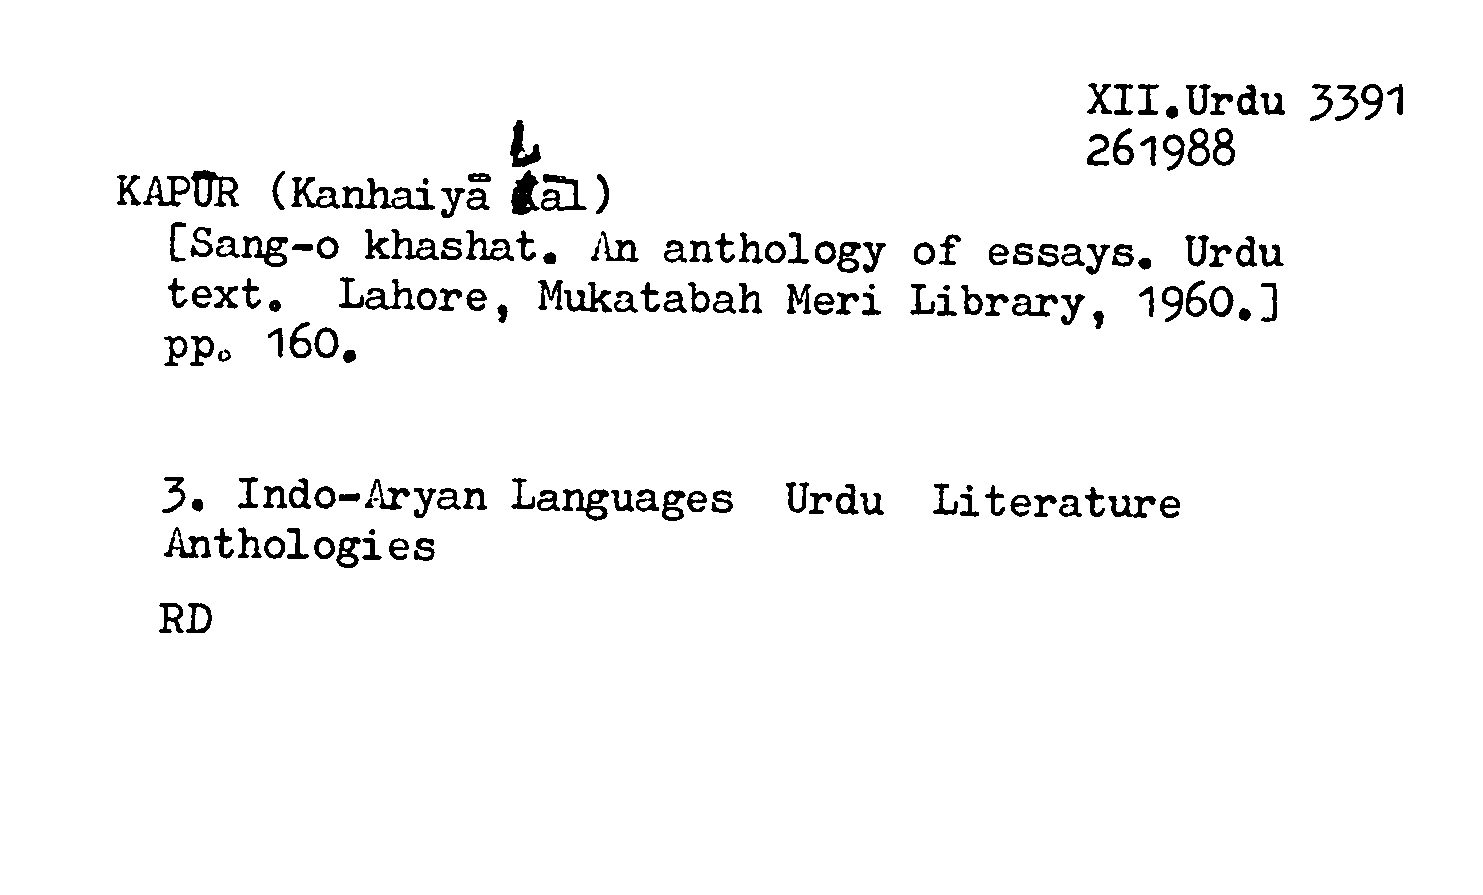 XII.Urdu 3391
261988
KAPŪR (Kanhaiyā Lāl)
[Sang-o khashat. An anthology of essays. Urdu
text. Lahore, Mukatabah Meri Library, 1960.]
pp. 160.
3. Indo-Aryan Languages Urdu Literature
Anthologies
RD